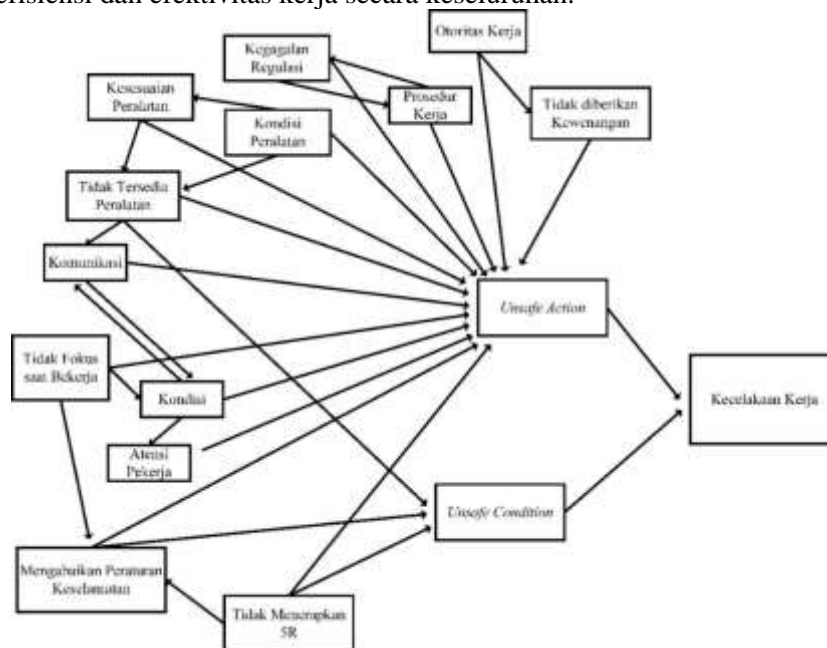 efisiensi dan efektivitas kerja secara keseluruhan.
Otoritas Kerja
Kegagalan
Regulasi
Kesesuaian
Peralatan
Prosedur
Kerja
Tidak diberikan
Kewenangan
Kondisi
Peralatan
Tidak Tersedia
Peralatan
Komunikasi
Unsafe Action
Tidak Fokus
saat Bekerja
Kondisi
Kecelakaan Kerja
Atensi
Pekerja
Unsafe Condition
Mengabaikan Peraturan
Keselamatan
Tidak Menerapkan
5R